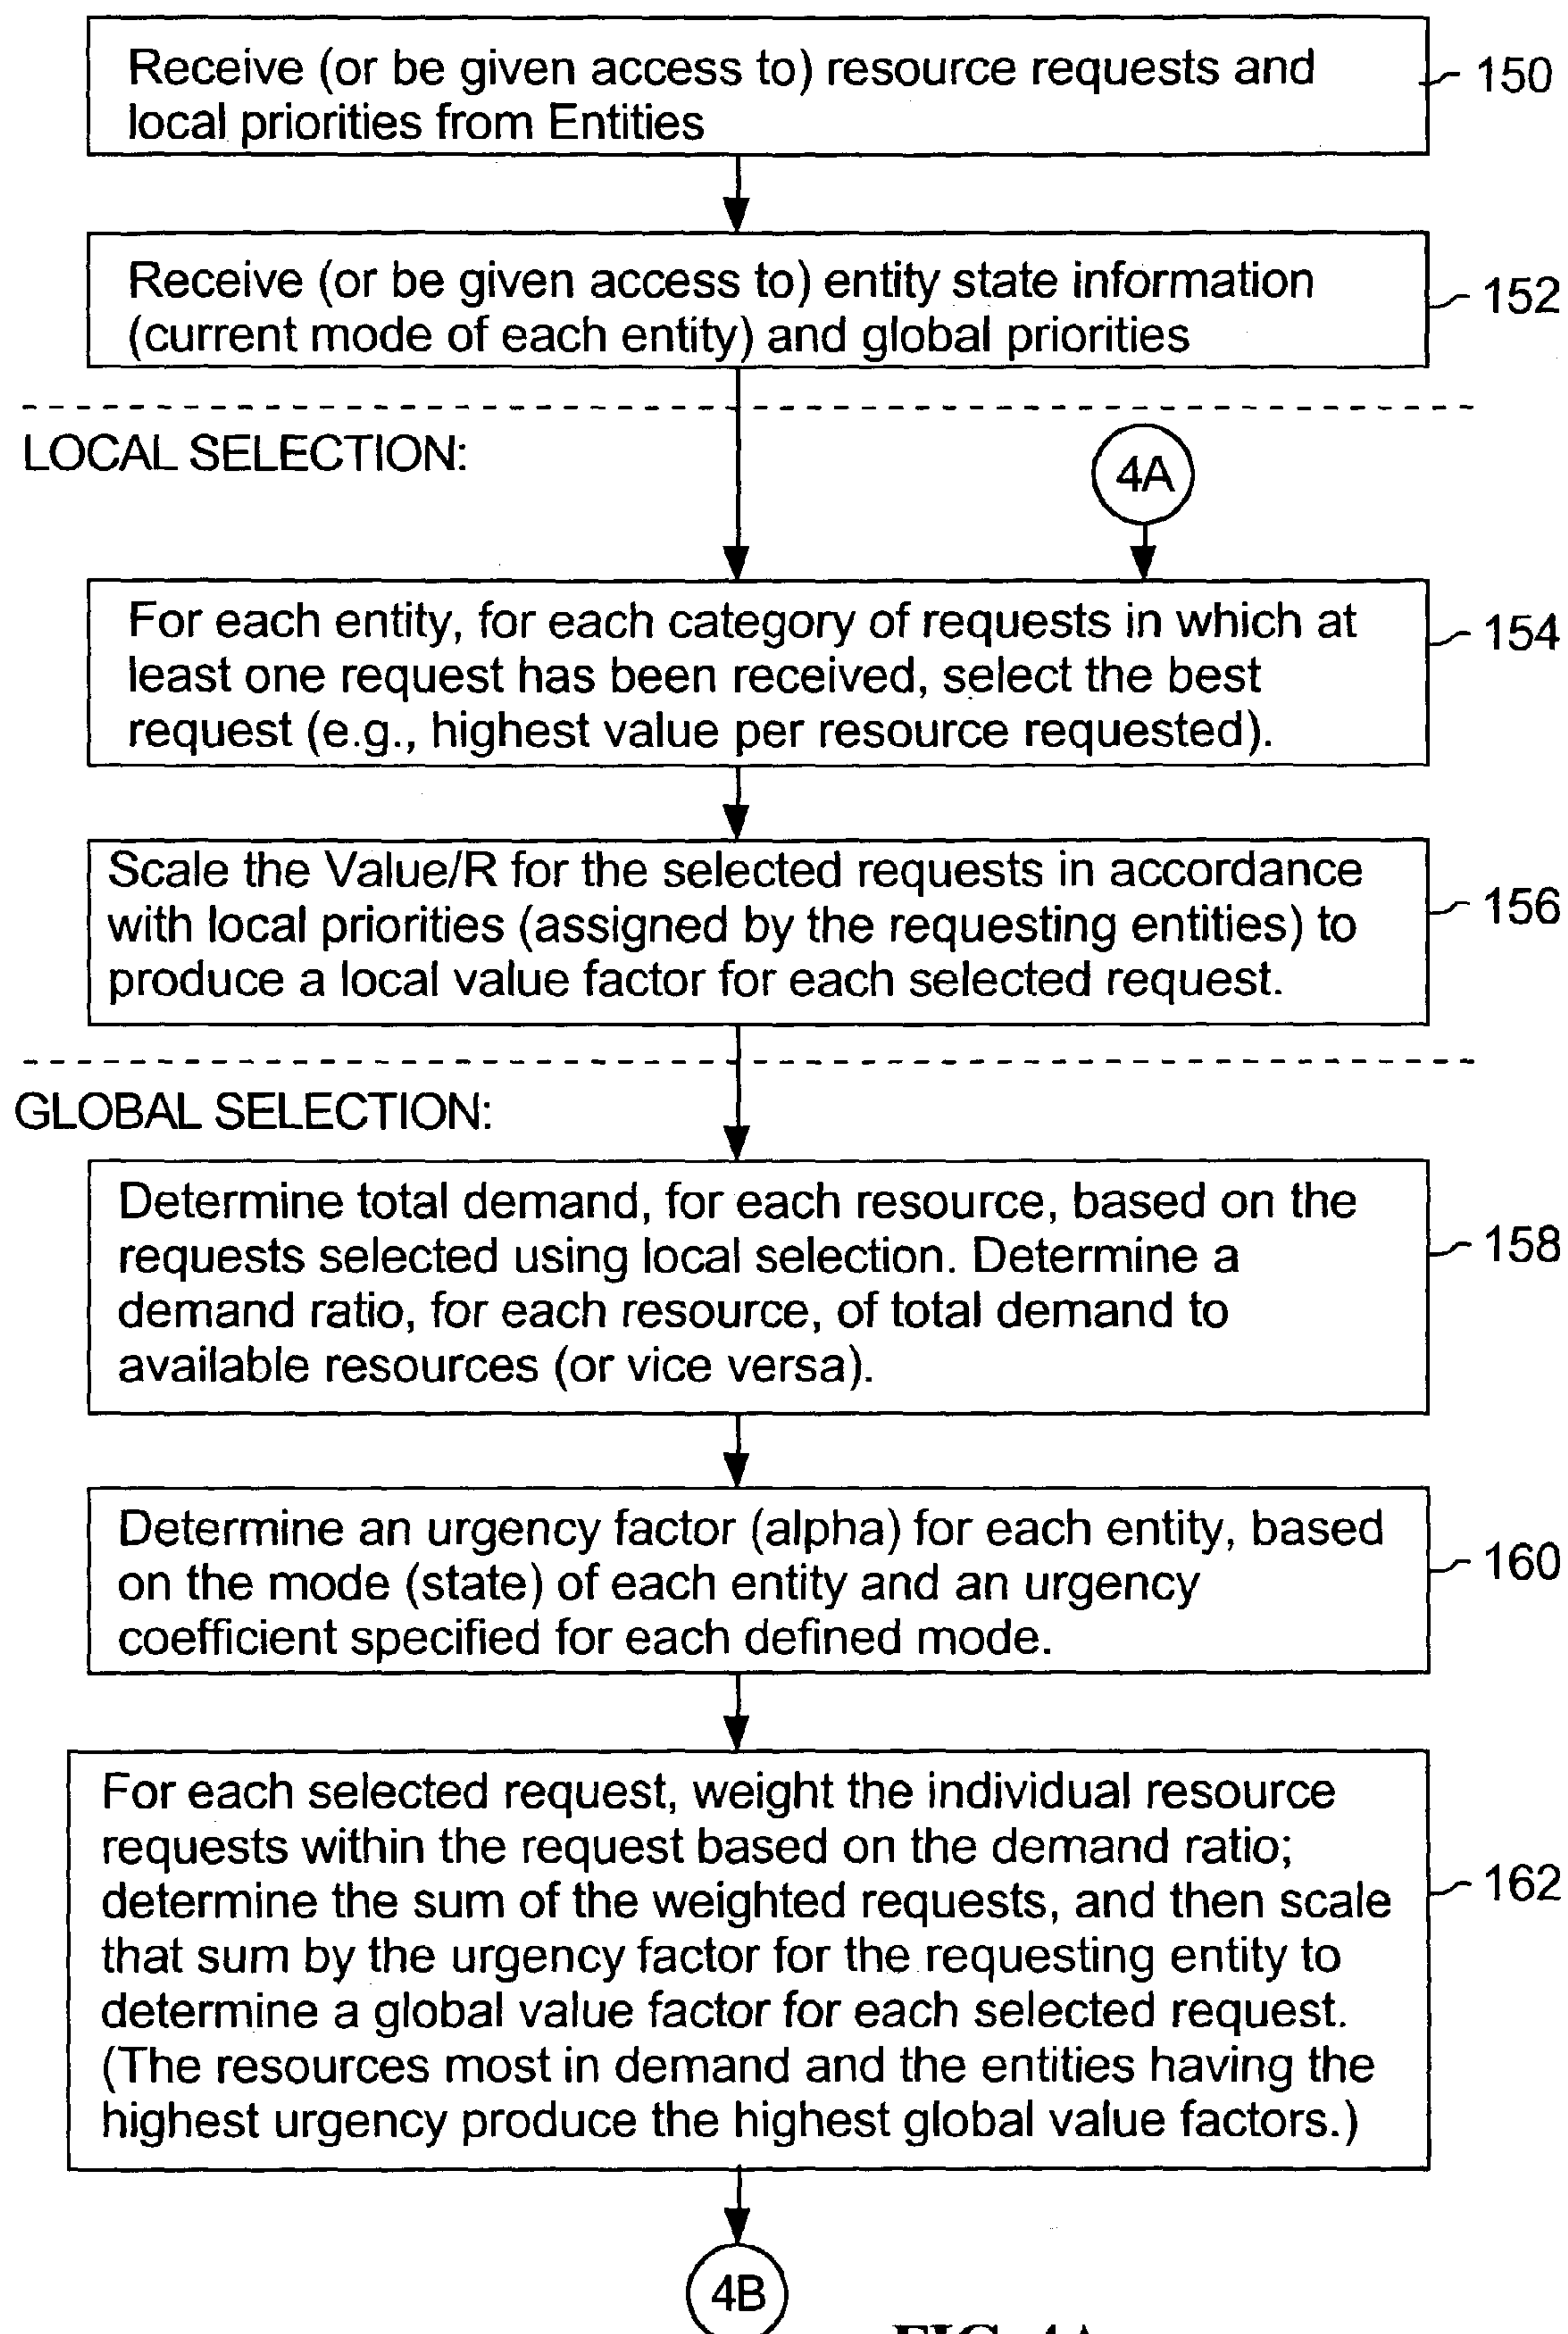 Receive (or be given access to) resource requests and
local priorities from Entities
150
Receive (or be given access to) entity state information
(current mode of each entity) and global priorities
152
LOCAL SELECTION:
4A
For each entity, for each category of requests in which at
least one request has been received, select the best
request (e.g., highest value per resource requested).
154
Scale the Value/R for the selected requests in accordance
with local priorities (assigned by the requesting entities) to
produce a local value factor for each selected request.
156
GLOBAL SELECTION:
Determine total demand, for each resource, based on the
requests selected using local selection. Determine a
demand ratio, for each resource, of total demand to
available resources (or vice versa).
158
Determine an urgency factor (alpha) for each entity, based
on the mode (state) of each entity and an urgency
coefficient specified for each defined mode.
160
For each selected request, weight the individual resource
requests within the request based on the demand ratio;
determine the sum of the weighted requests, and then scale
that sum by the urgency factor for the requesting entity to
determine a global value factor for each selected request.
(The resources most in demand and the entities having the
highest urgency produce the highest global value factors.)
162
4B